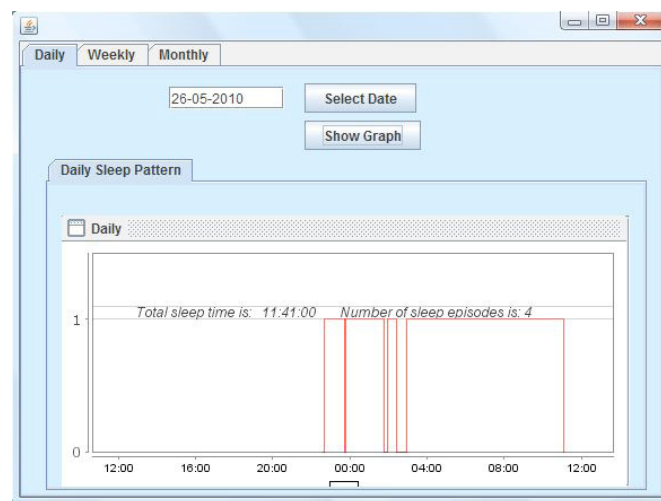 Daily Weekly Monthly
26-05-2010 Select Date
Show Graph
Daily Sleep Pattern
Daily
Total sleep time is: 11:41:00 Number of sleep episodes is: 4
1
0
12:00 16:00 20:00 00:00 04:00 08:00 12:00